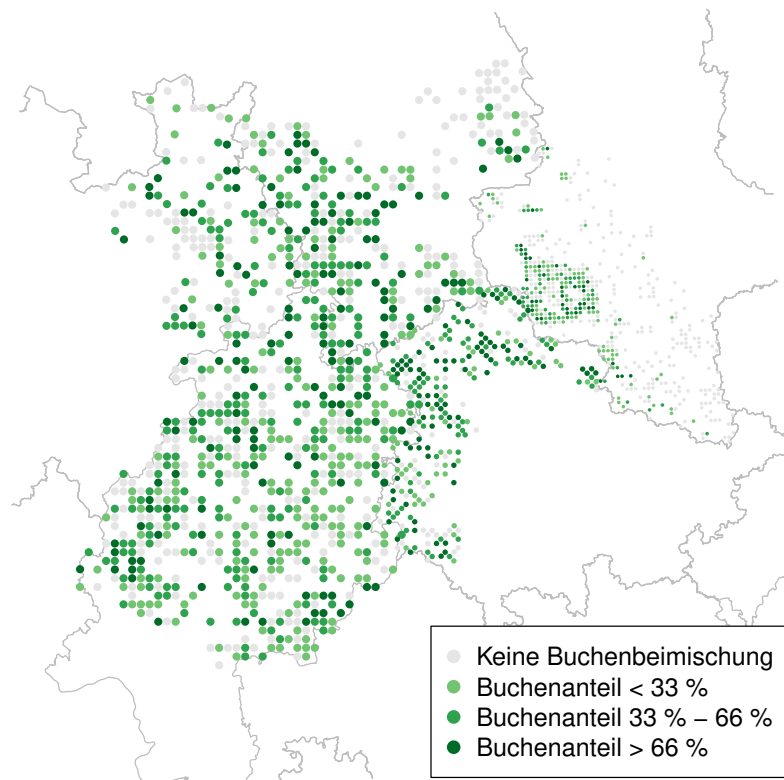 Keine Buchenbeimischung
Buchenanteil < 33 %
Buchenanteil 33 % − 66 %
Buchenanteil > 66 %